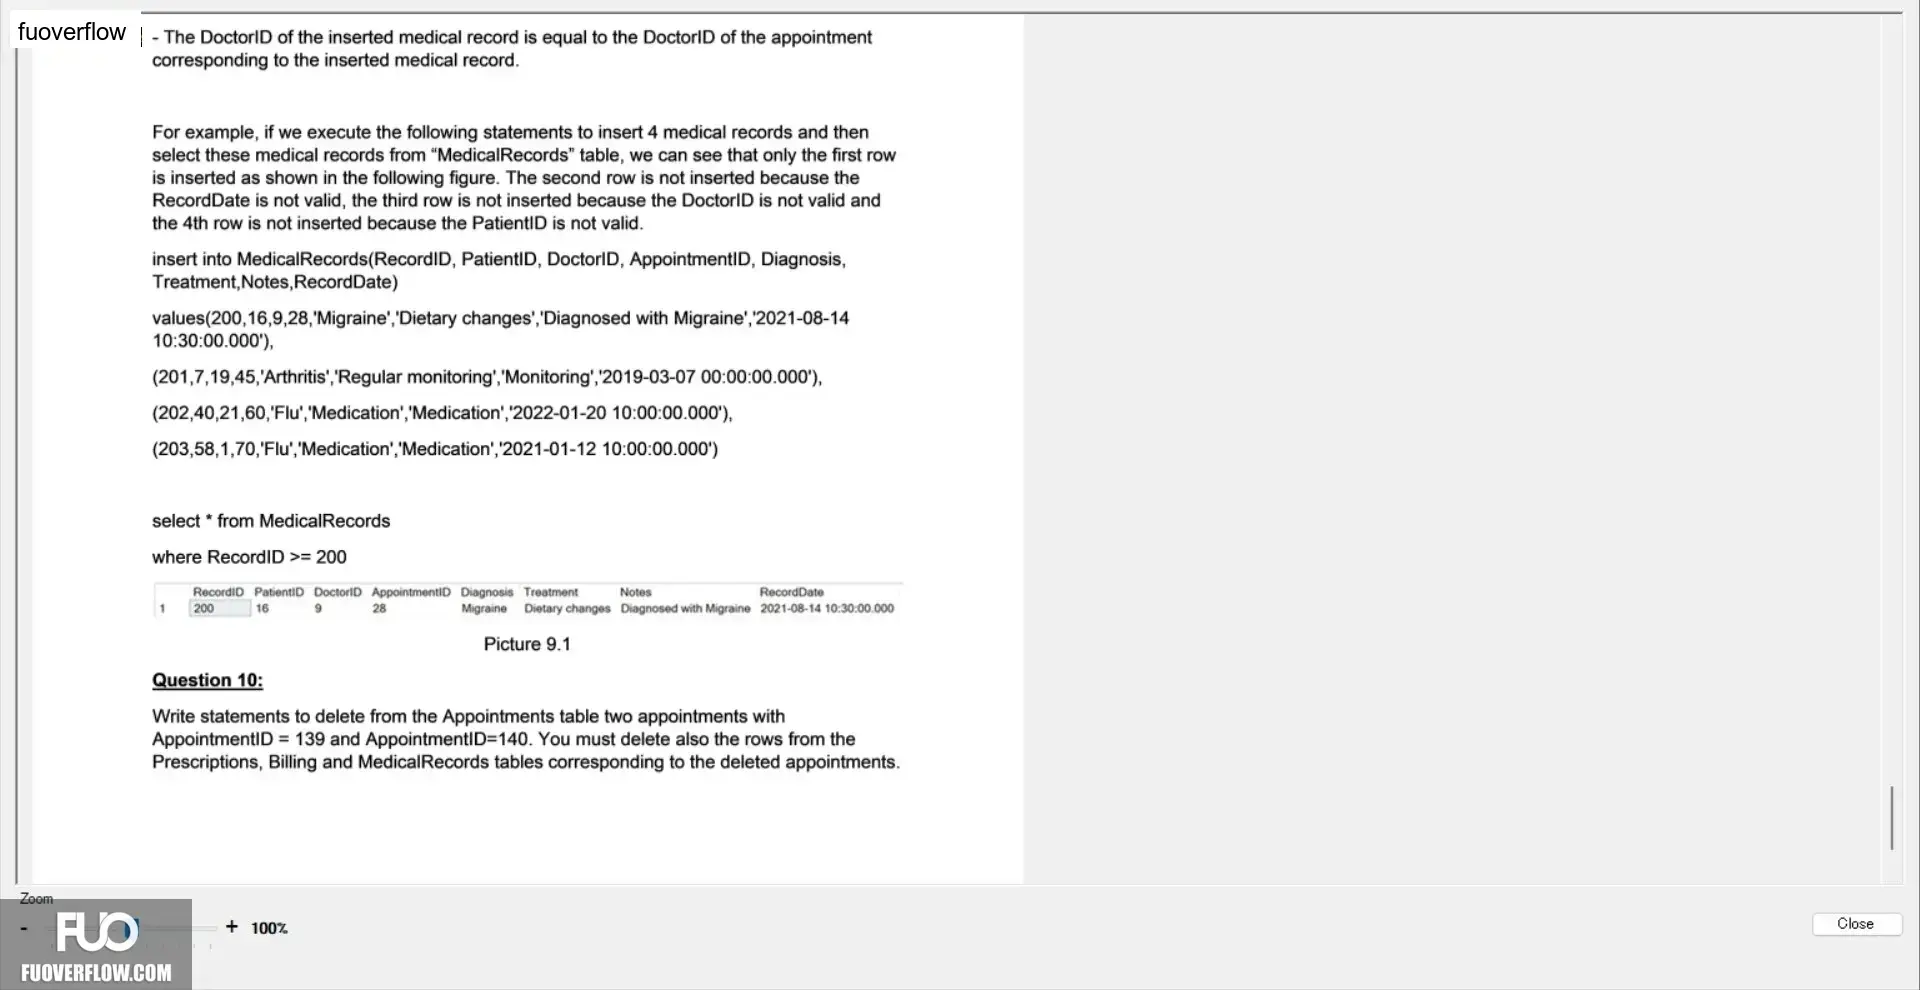 fuoverflow
- The DoctorID of the inserted medical record is equal to the DoctorID of the appointment
corresponding to the inserted medical record.
For example, if we execute the following statements to insert 4 medical records and then
select these medical records from “MedicalRecords” table, we can see that only the first row
is inserted as shown in the following figure. The second row is not inserted because the
RecordDate is not valid, the third row is not inserted because the DoctorID is not valid and
the 4th row is not inserted because the PatientID is not valid.
insert into MedicalRecords(RecordID, PatientID, DoctorID, AppointmentID, Diagnosis,
Treatment,Notes,RecordDate)
values(200,16,9,28,'Migraine','Dietary changes','Diagnosed with Migraine','2021-08-14
10:30:00.000'),
(201,7,19,45,'Arthritis','Regular monitoring','Monitoring','2019-03-07 00:00:00.000'),
(202,40,21,60,'Flu','Medication','Medication','2022-01-20 10:00:00.000'),
(203,58,1,70,'Flu','Medication','Medication','2021-01-12 10:00:00.000')
select * from MedicalRecords
where RecordID >= 200
RecordID PatientID DoctorID AppointmentID Diagnosis Treatment Notes RecordDate
1 200 16 9 28 Migraine Dietary changes Diagnosed with Migraine 2021-08-14 10:30:00.000
Picture 9.1
Question 10:
Write statements to delete from the Appointments table two appointments with
AppointmentID = 139 and AppointmentID=140. You must delete also the rows from the
Prescriptions, Billing and MedicalRecords tables corresponding to the deleted appointments.
Zoom
- + 100%
Close
FUO
FUOVERFLOW.COM